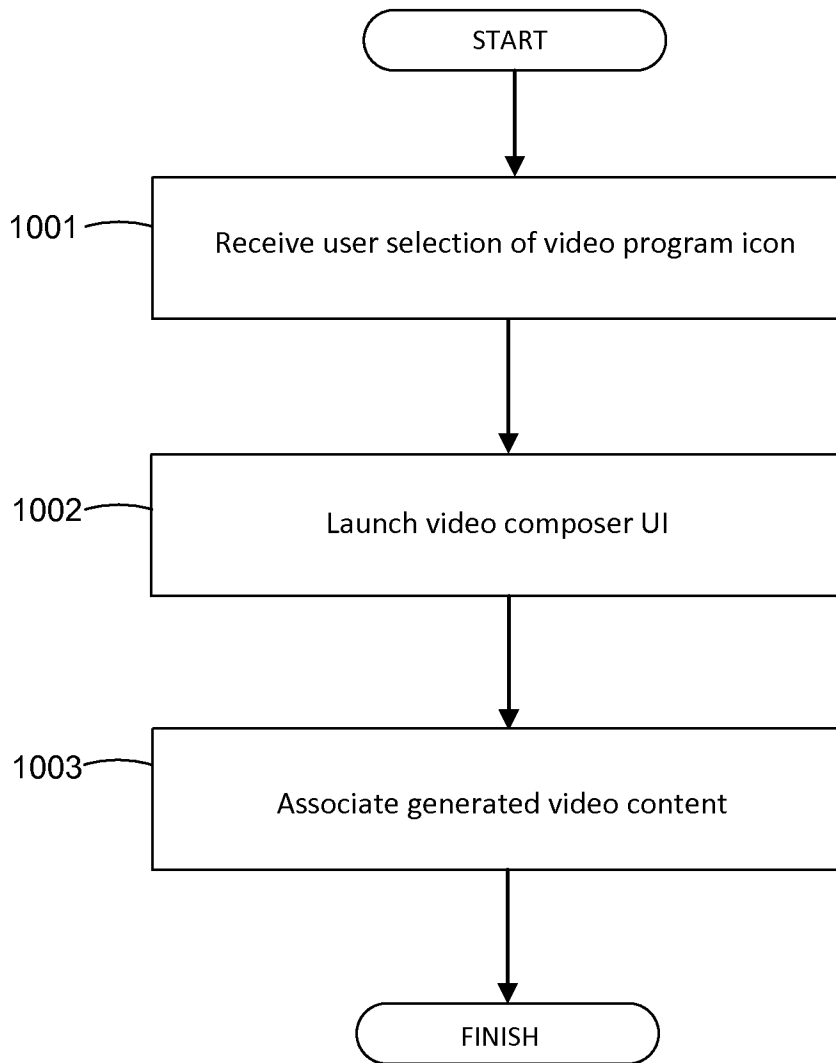 START
1001
Receive user selection of video program icon
1002
Launch video composer UI
1003
Associate generated video content
FINISH